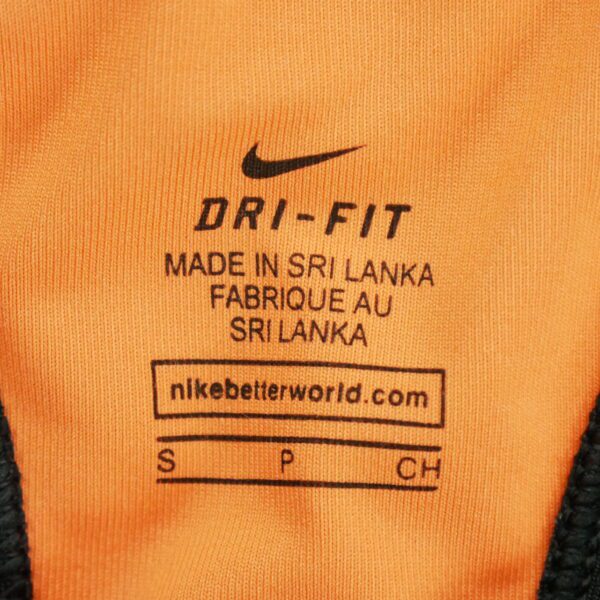 DRI-FIT
MADE IN SRI LANKA
FABRIQUE AU
SRI LANKA
nikebetterworld.com
S P CH